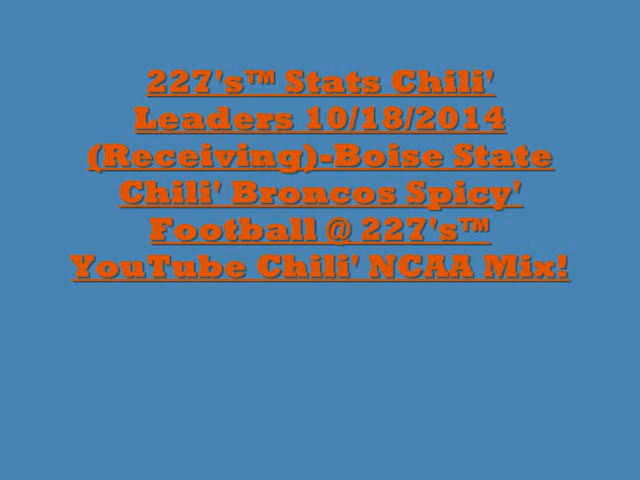 227's™ Stats Chili'
Leaders 10/18/2014
(Receiving)-Boise State
Chili' Broncos Spicy'
Football @ 227's™
YouTube Chili' NCAA Mix!